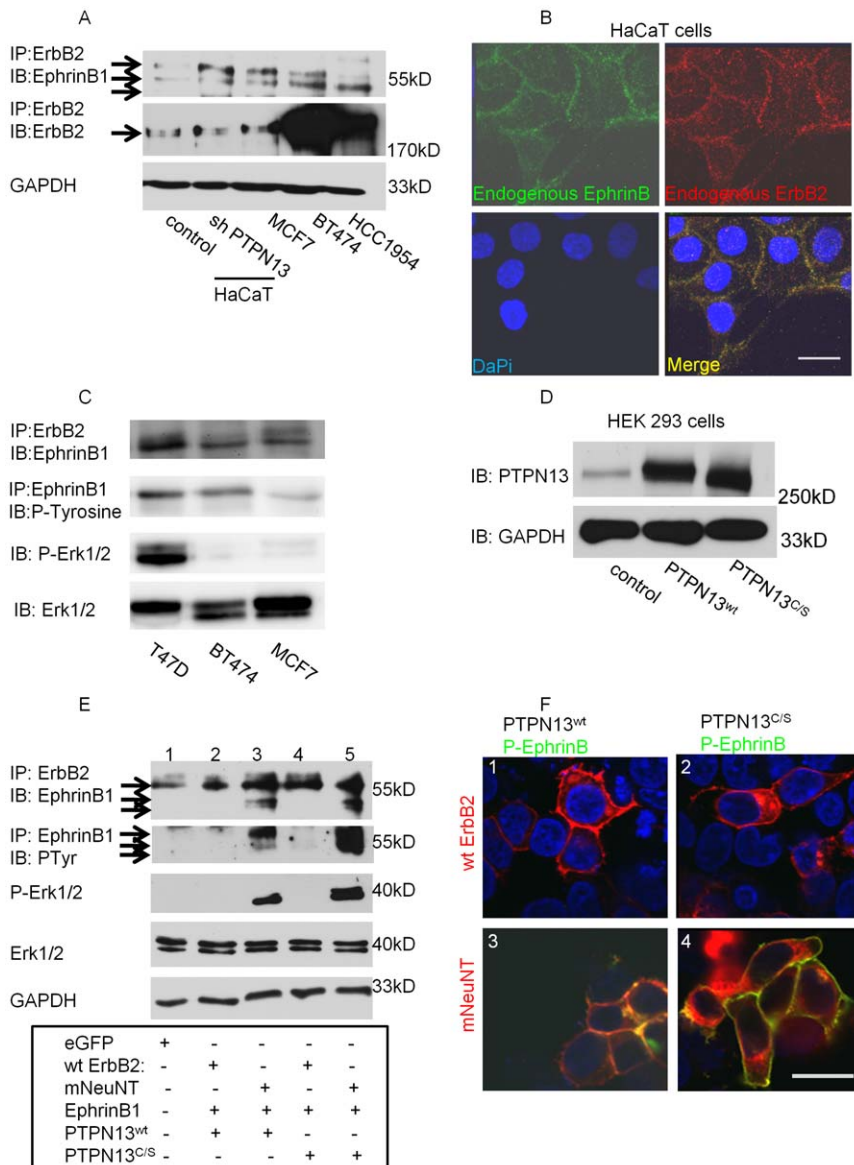 A
IP:ErbB2
IB:EphrinB1
55kD
IP:ErbB2
IB:ErbB2
170kD
GAPDH
33kD
control
sh PTPN13
MCF7
BT474
HCC1954
HaCaT
B
HaCaT cells
Endogenous EphrinB
Endogenous ErbB2
DaPi
Merge
C
IP:ErbB2
IB:EphrinB1
IP:EphrinB1
IB:P-Tyrosine
IB: P-Erk1/2
IB: Erk1/2
T47D
BT474
MCF7
D
HEK 293 cells
IB: PTPN13
250kD
IB: GAPDH
33kD
control
PTPN13wt
PTPN13C/S
E
1 2 3 4 5
IP: ErbB2
IB: EphrinB1
55kD
IP: EphrinB1
IB: PTyr
55kD
P-Erk1/2
40kD
Erk1/2
40kD
GAPDH
33kD
eGFP + - - - -
wt ErbB2: - + - + -
mNeuNT - - + - +
EphrinB1 - + + + +
PTPN13wt - + + - -
PTPN13C/S - - - + +
F
PTPN13wt
P-EphrinB
PTPN13C/S
P-EphrinB
wt ErbB2
1
2
mNeuNT
3
4